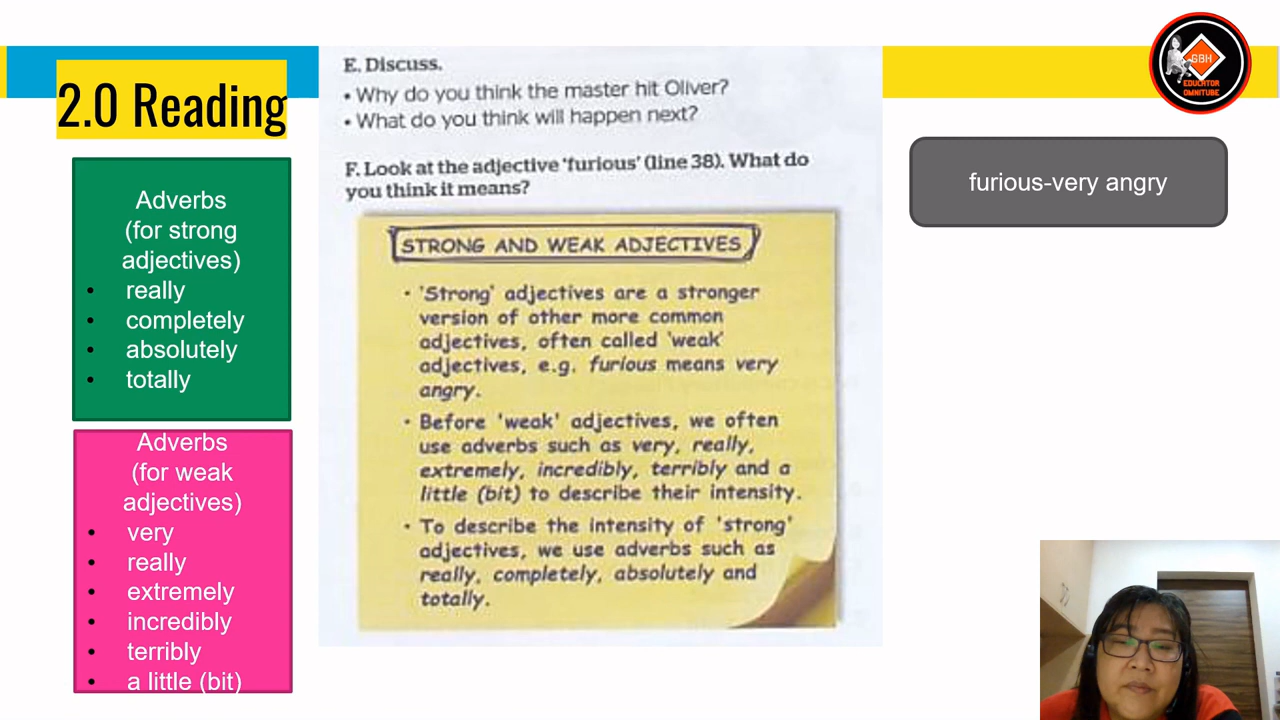 2.0 Reading
Adverbs
(for strong
adjectives)
• really
• completely
• absolutely
• totally
Adverbs
(for weak
adjectives)
• very
• really
• extremely
• incredibly
• terribly
• a little (bit)
E. Discuss.
• Why do you think the master hit Oliver?
• What do you think will happen next?
F. Look at the adjective ‘furious’ (line 38). What do
you think it means?
STRONG AND WEAK ADJECTIVES
• 'Strong' adjectives are a stronger
version of other more common
adjectives, often called 'weak'
adjectives, e.g. furious means very
angry.
• Before 'weak' adjectives, we often
use adverbs such as very, really,
extremely, incredibly, terribly and a
little (bit) to describe their intensity.
• To describe the intensity of 'strong'
adjectives, we use adverbs such as
really, completely, absolutely and
totally.
GBH
EDUCATOR
OMNITUBE
furious-very angry